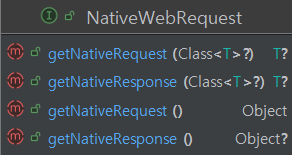 NativeWebRequest
getNativeRequest (Class<T>?) T?
getNativeResponse (Class<T>?) T?
getNativeRequest () Object
getNativeResponse () Object?